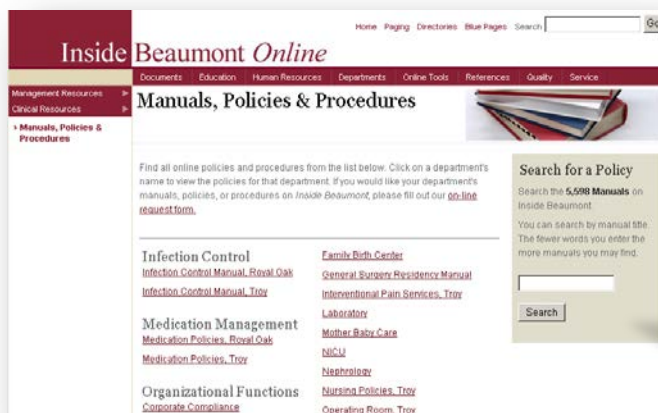 Home Paging Directories Blue Pages Search
Inside Beaumont Online
Documents Education Human Resources Departments Online Tools References Quality Service
Management Resources
Clinical Resources
› Manuals, Policies &
Procedures
Manuals, Policies & Procedures
Find all online policies and procedures from the list below. Click on a department's
name to view the policies for that department. If you would like your department's
manuals, policies, or procedures on Inside Beaumont, please fill out our on-line
request form.
Infection Control
Infection Control Manual, Royal Oak
Infection Control Manual, Troy
Medication Management
Medication Policies, Royal Oak
Medication Policies, Troy
Organizational Functions
Corporate Compliance
Family Birth Center
General Surgery Residency Manual
Interventional Pain Services, Troy
Laboratory
Mother Baby Care
NICU
Nephrology
Nursing Policies, Troy
Operating Room, Troy
Search for a Policy
Search the 5,598 Manuals on
Inside Beaumont.
You can search by manual title.
The fewer words you enter the
more manuals you may find.
Search